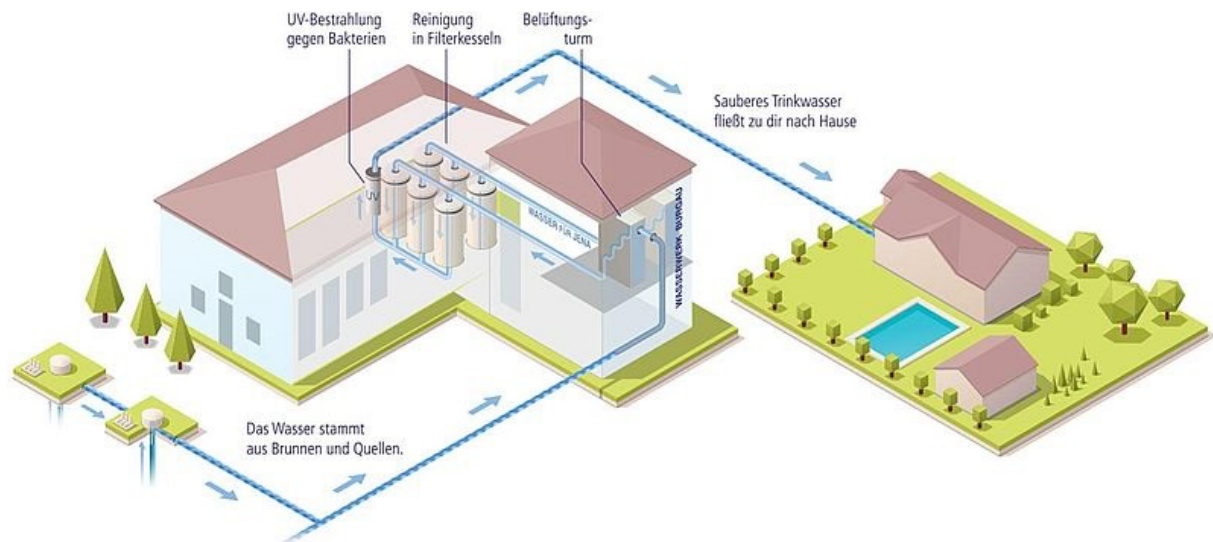 UV-Bestrahlung
gegen Bakterien
Reinigung
in Filterkesseln
Belüftungs-
turm
Sauberes Trinkwasser
fließt zu dir nach Hause
UV
WASSER FÜR JENA
WASSERWERK BURGAU
Das Wasser stammt
aus Brunnen und Quellen.